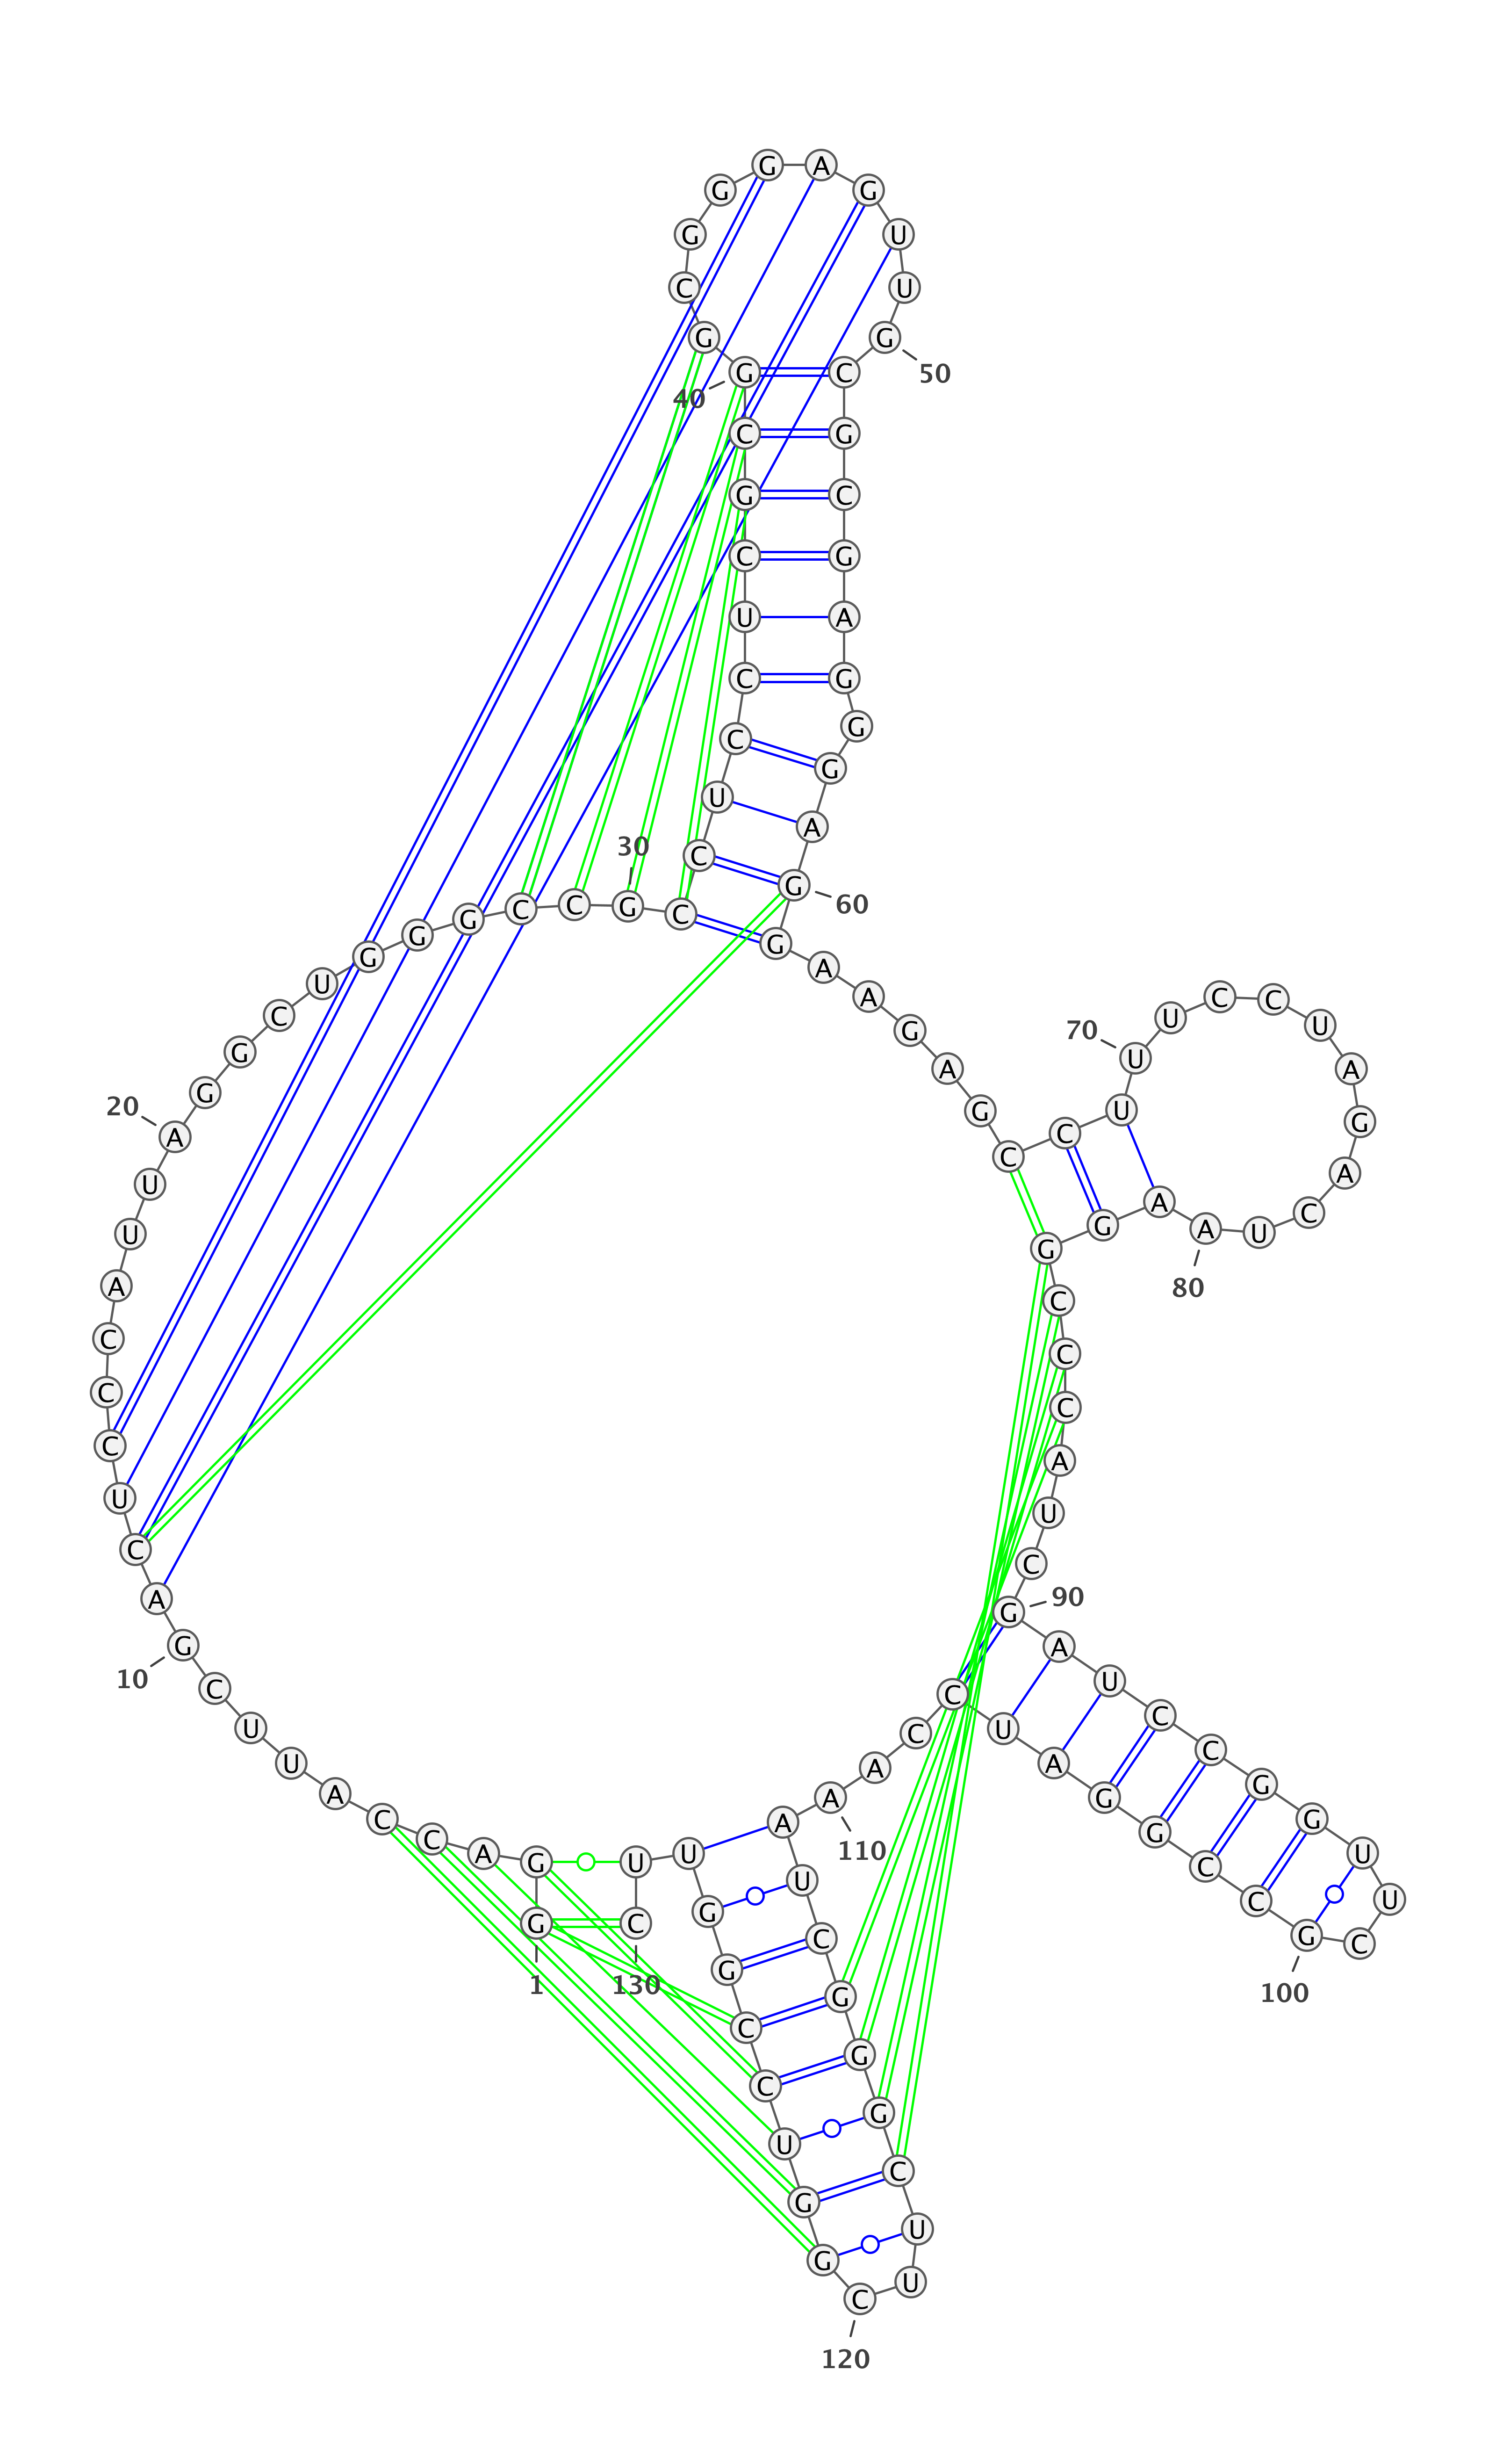 1
G G A C C A U U C G
10
A C U C C C A U U A
20
G G C U G G G C C G
30
C C U C C U C G C G
40
G C G G G A G U U G
50
C G C G A G G G A G
60
G A A G A G C C U U
70
U C C U A G A C U A
80
A G G C C C A U C G
90
A U C C G G U U C G
100
C C G G A U C C A A
110
A U C G G G C U U C
120
G G U C C G G U U C
130